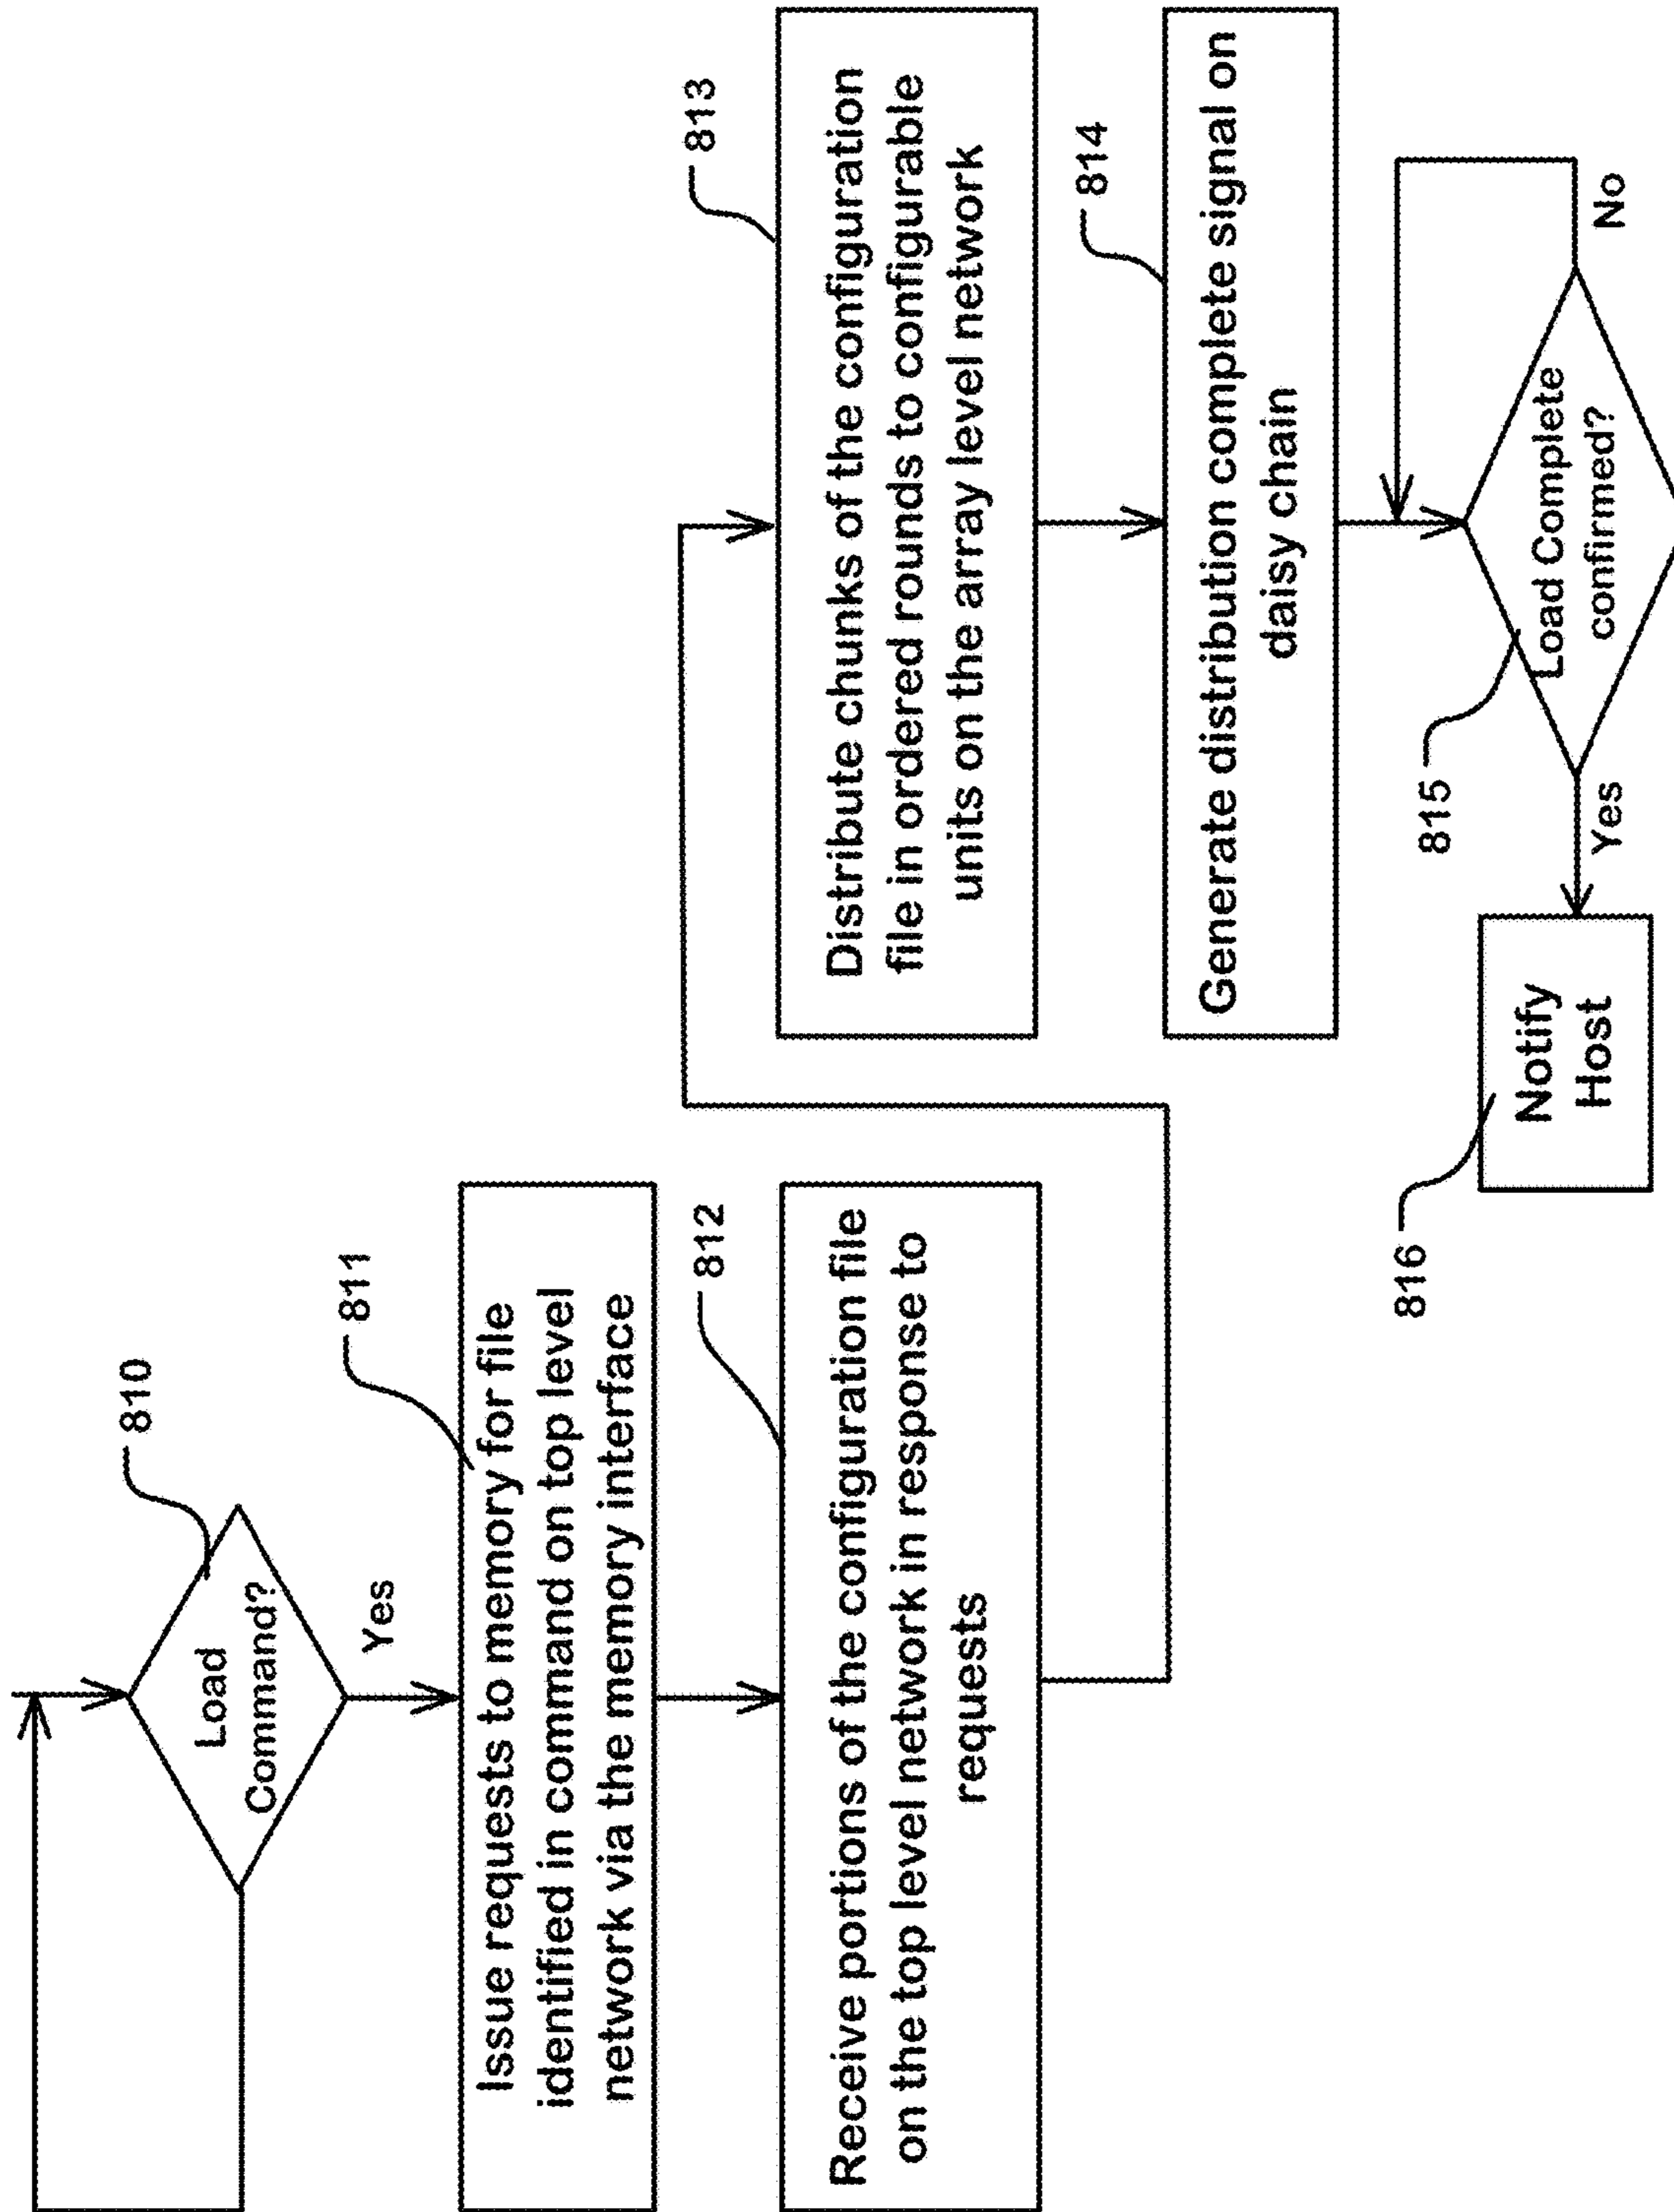 810
Load
Command?
Yes
811
Issue requests to memory for file
identified in command on top level
network via the memory interface
812
Receive portions of the configuration file
on the top level network in response to
requests
813
Distribute chunks of the configuration
file in ordered rounds to configurable
units on the array level network
814
Generate distribution complete signal on
daisy chain
815
Load Complete
confirmed?
No
Yes
816
Notify
Host